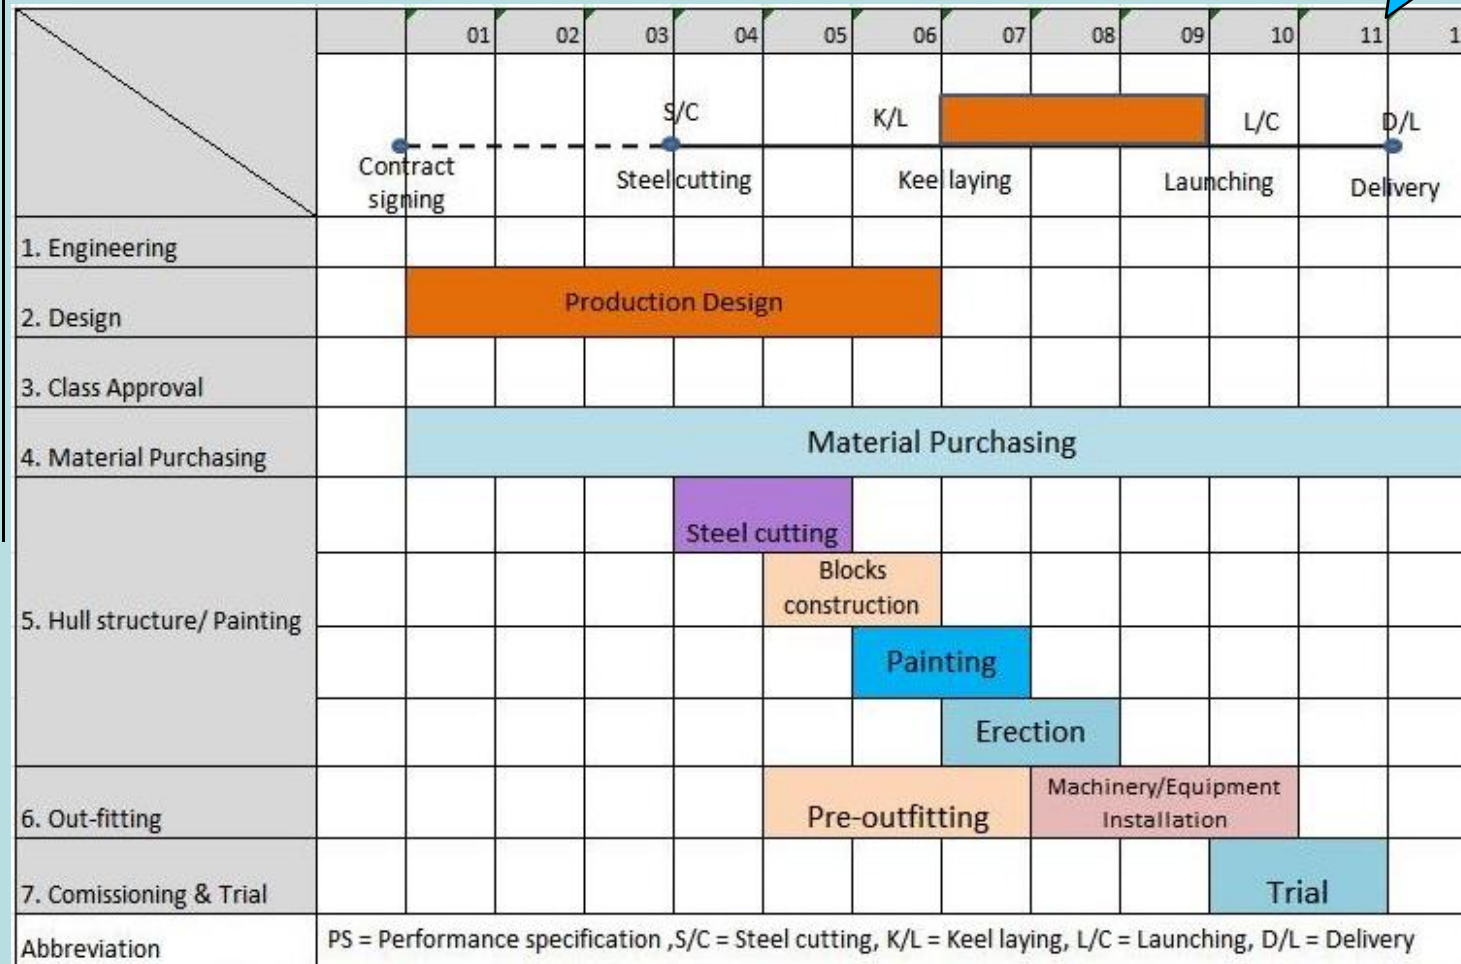 01 02 03 04 05 06 07 08 09 10 11
S/C K/L L/C D/L
Contract
signing
Steel cutting
Keel laying
Launching
Delivery
1. Engineering
2. Design
Production Design
3. Class Approval
4. Material Purchasing
Material Purchasing
5. Hull structure/ Painting
Steel cutting
Blocks
construction
Painting
Erection
6. Out-fitting
Pre-outfitting
Machinery/Equipment
Installation
7. Comissioning & Trial
Trial
Abbreviation
PS = Performance specification ,S/C = Steel cutting, K/L = Keel laying, L/C = Launching, D/L = Delivery